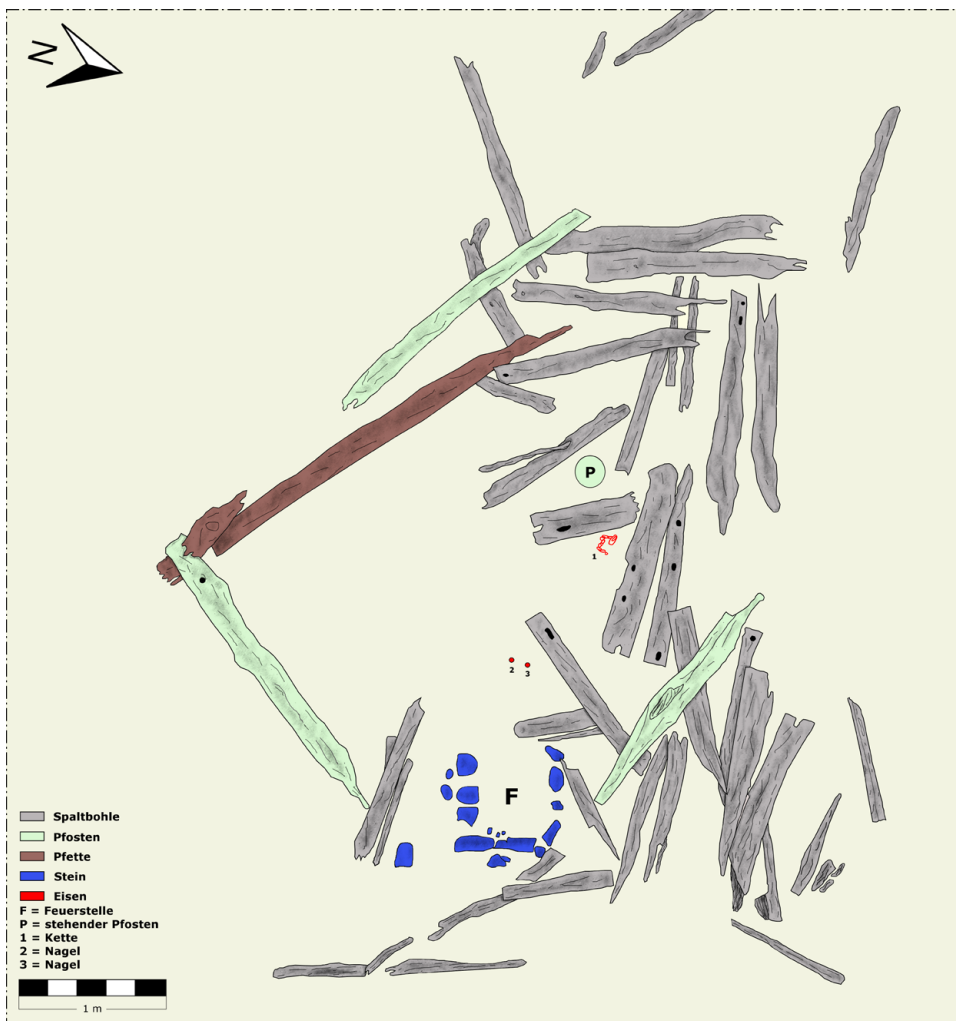 N
P
1
2
3
F
Spaltbohle
Pfosten
Pfette
Stein
Eisen
F = Feuerstelle
P = stehender Pfosten
1 = Kette
2 = Nagel
3 = Nagel
1 m